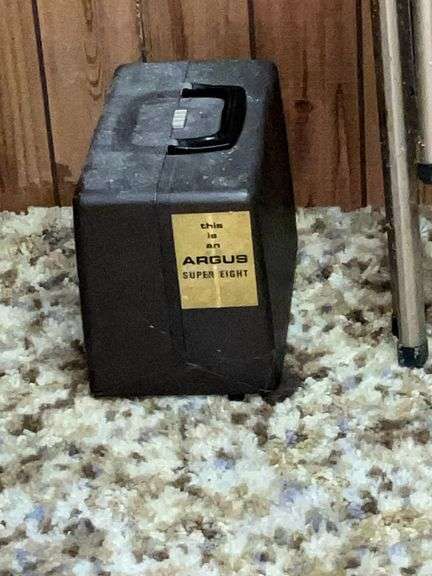 this
is
an
ARGUS
SUPER EIGHT